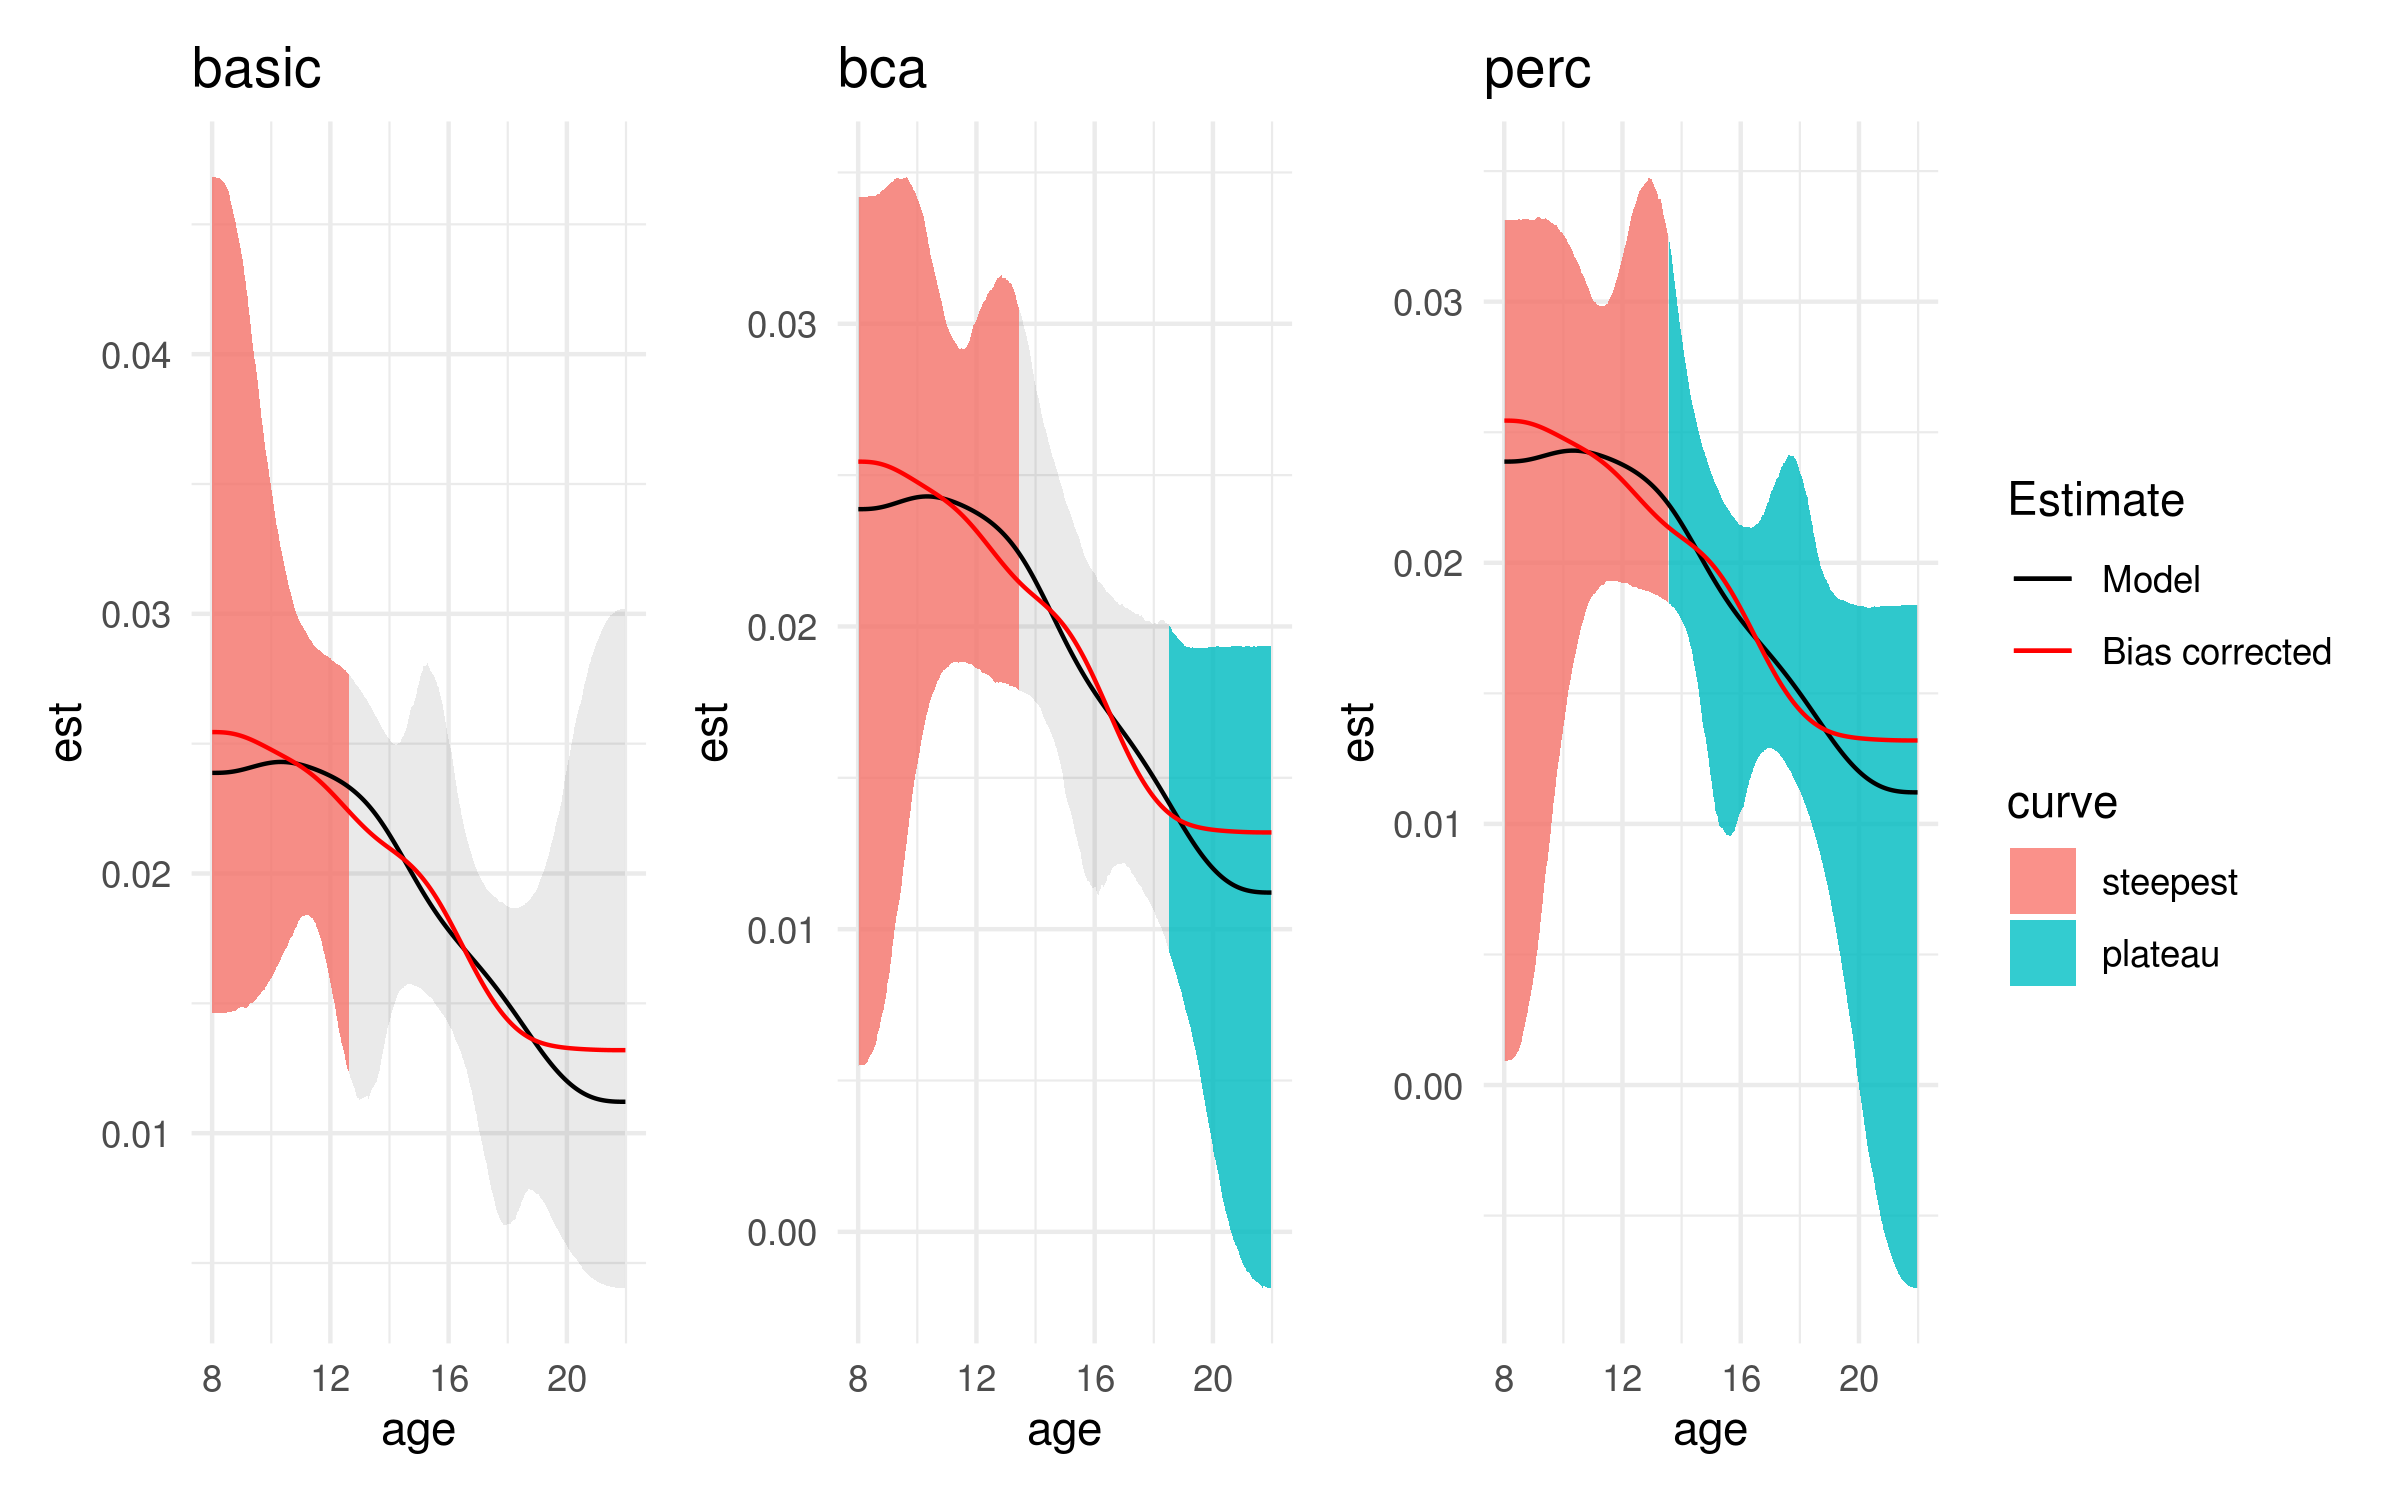 basic
bca
perc
est
0.04
0.03
0.02
0.01
8 12 16 20
age
est
0.03
0.02
0.01
0.00
8 12 16 20
age
est
0.03
0.02
0.01
0.00
8 12 16 20
age
Estimate
Model
Bias corrected
curve
steepest
plateau